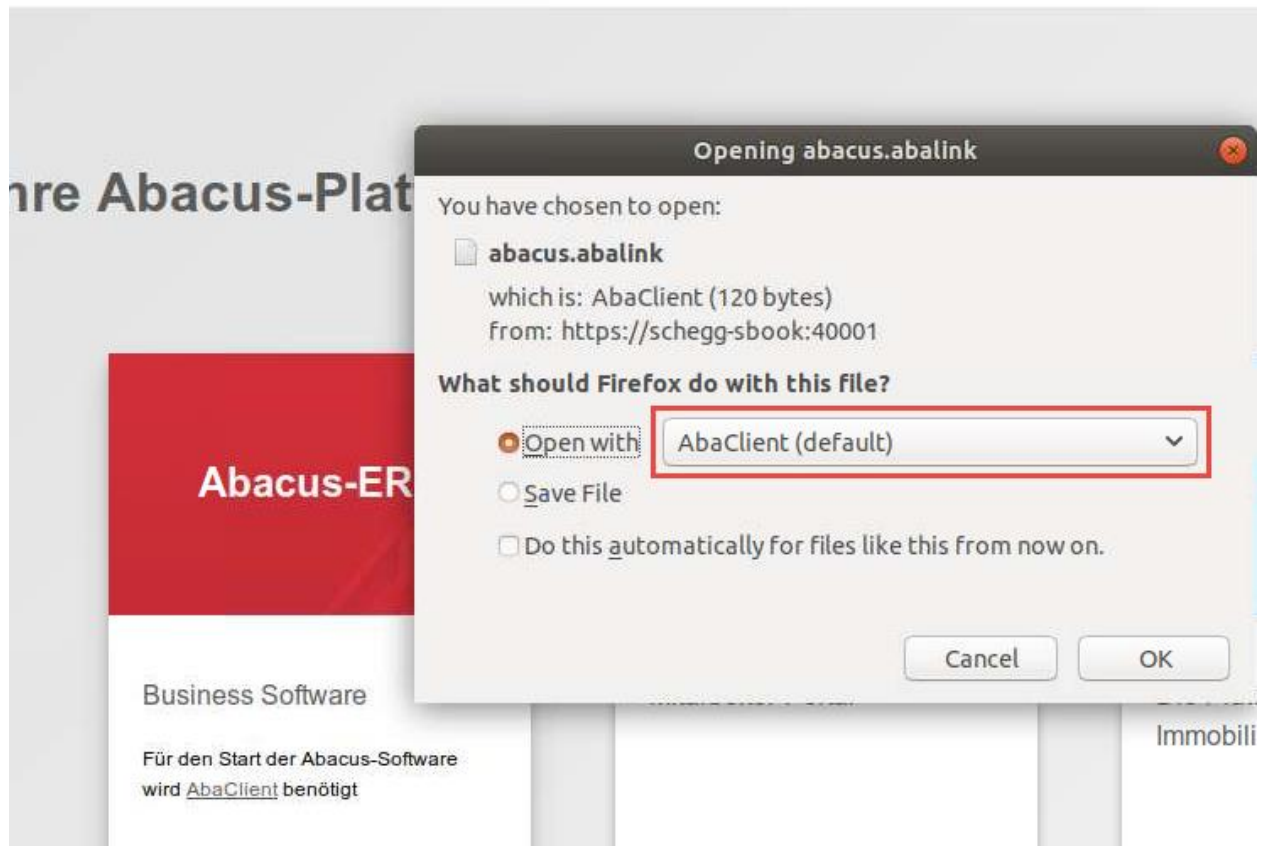 Opening abacus.abalink
Ihre Abacus-Plat
You have chosen to open:
abacus.abalink
which is: AbaClient (120 bytes)
from: https://schegg-sbook:40001
What should Firefox do with this file?
Open with
AbaClient (default)
Save File
Do this automatically for files like this from now on.
Cancel
OK
Abacus-ER
Business Software
Für den Start der Abacus-Software
wird AbaClient benötigt
Immobili